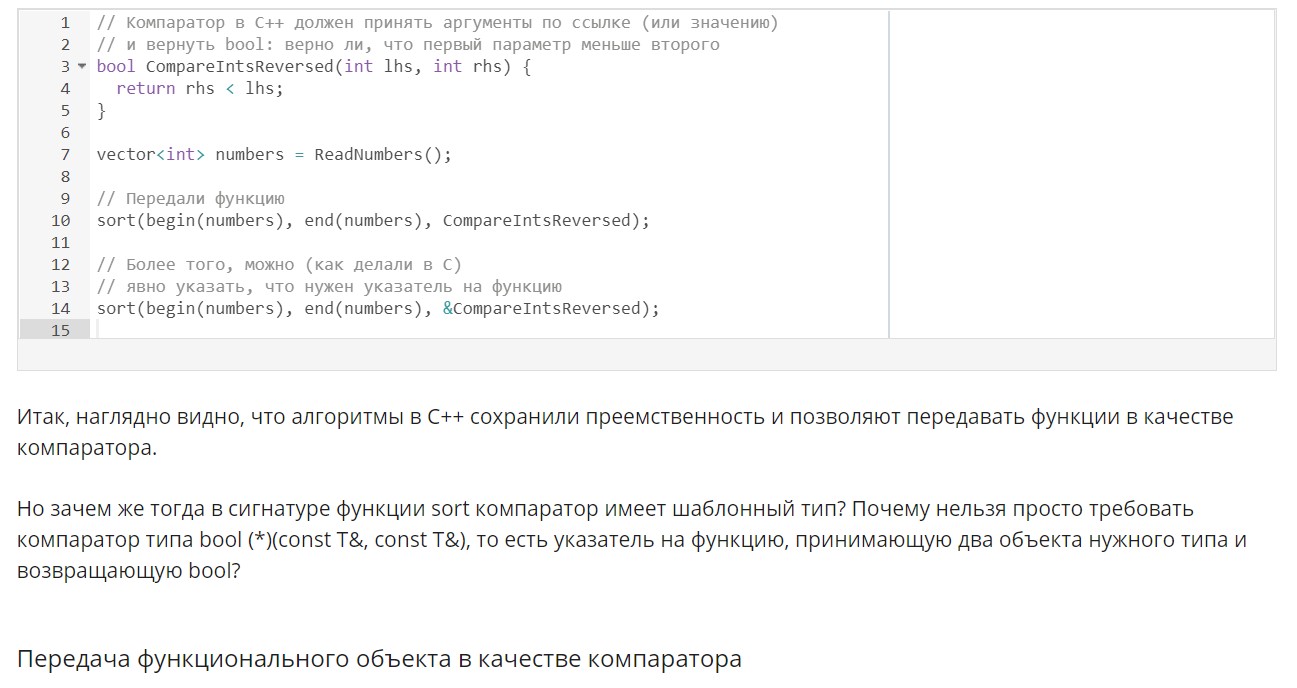 1 // Компаратор в C++ должен принять аргументы по ссылке (или значению)
2 // и вернуть bool: верно ли, что первый параметр меньше второго
3 bool CompareIntsReversed(int lhs, int rhs) {
4 return rhs < lhs;
5 }
6
7 vector<int> numbers = ReadNumbers();
8
9 // Передали функцию
10 sort(begin(numbers), end(numbers), CompareIntsReversed);
11
12 // Более того, можно (как делали в C)
13 // явно указать, что нужен указатель на функцию
14 sort(begin(numbers), end(numbers), &CompareIntsReversed);
15
Итак, наглядно видно, что алгоритмы в C++ сохранили преемственность и позволяют передавать функции в качестве
компаратора.
Но зачем же тогда в сигнатуре функции sort компаратор имеет шаблонный тип? Почему нельзя просто требовать
компаратор типа bool (*)(const T&, const T&), то есть указатель на функцию, принимающую два объекта нужного типа и
возвращающую bool?
Передача функционального объекта в качестве компаратора